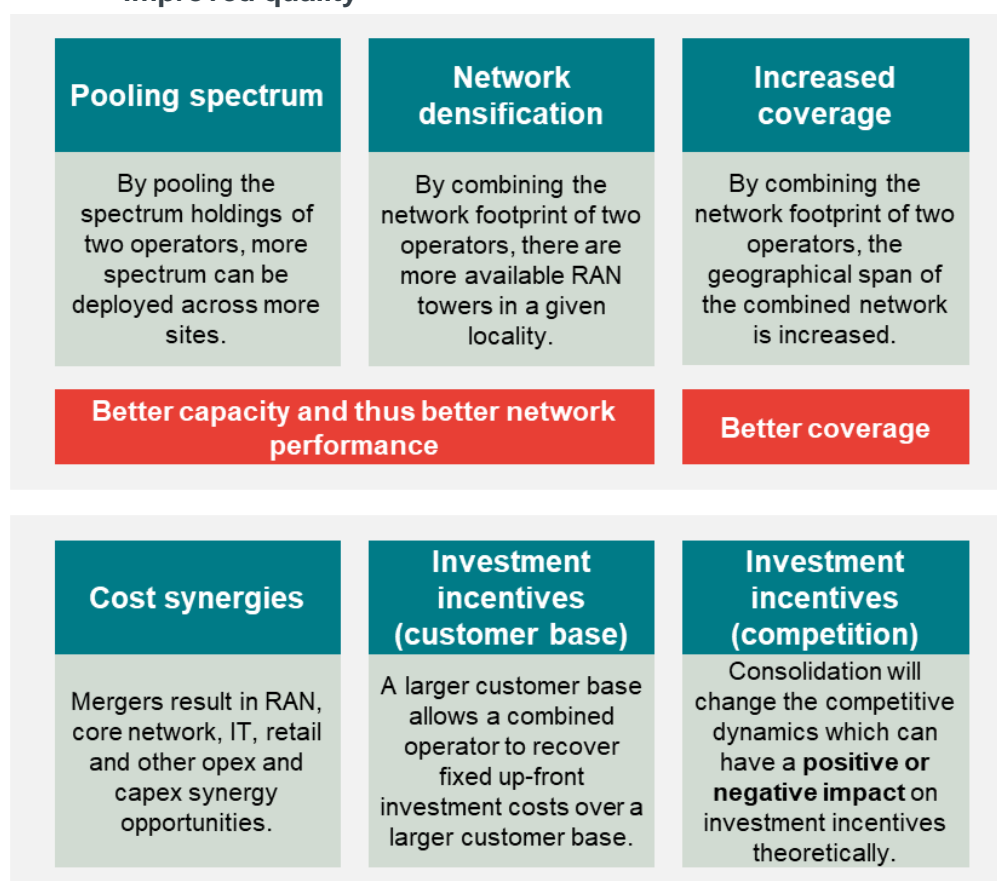 improved quality
Pooling spectrum
By pooling the
spectrum holdings of
two operators, more
spectrum can be
deployed across more
sites.
Network
densification
By combining the
network footprint of two
operators, there are
more available RAN
towers in a given
locality.
Increased
coverage
By combining the
network footprint of two
operators, the
geographical span of
the combined network
is increased.
Better capacity and thus better network
performance
Better coverage
Cost synergies
Mergers result in RAN,
core network, IT, retail
and other opex and
capex synergy
opportunities.
Investment
incentives
(customer base)
A larger customer base
allows a combined
operator to recover
fixed up-front
investment costs over a
larger customer base.
Investment
incentives
(competition)
Consolidation will
change the competitive
dynamics which can
have a positive or
negative impact on
investment incentives
theoretically.